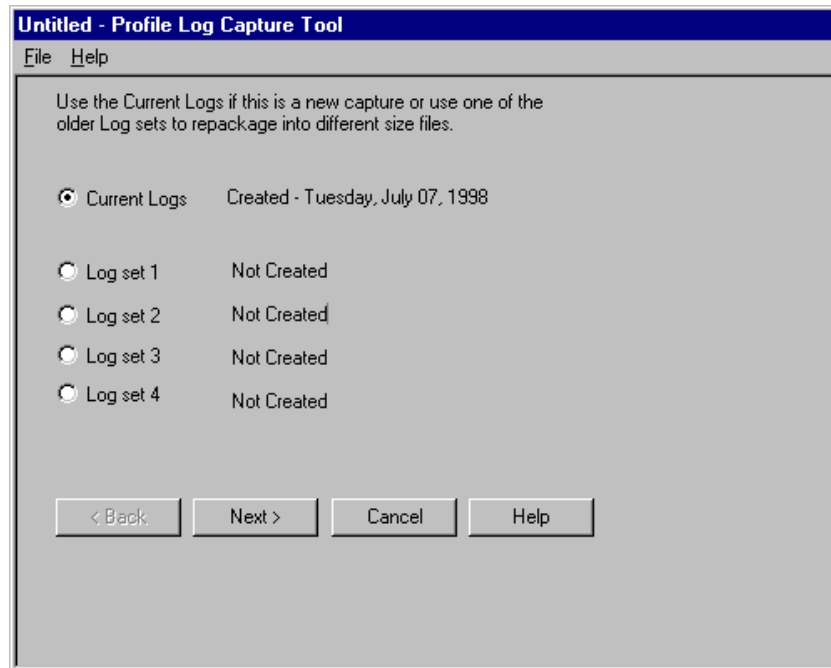 Untitled - Profile Log Capture Tool
File Help
Use the Current Logs if this is a new capture or use one of the
older Log sets to repackage into different size files.
Current Logs Created - Tuesday, July 07, 1998
Log set 1 Not Created
Log set 2 Not Created
Log set 3 Not Created
Log set 4 Not Created
< Back Next > Cancel Help